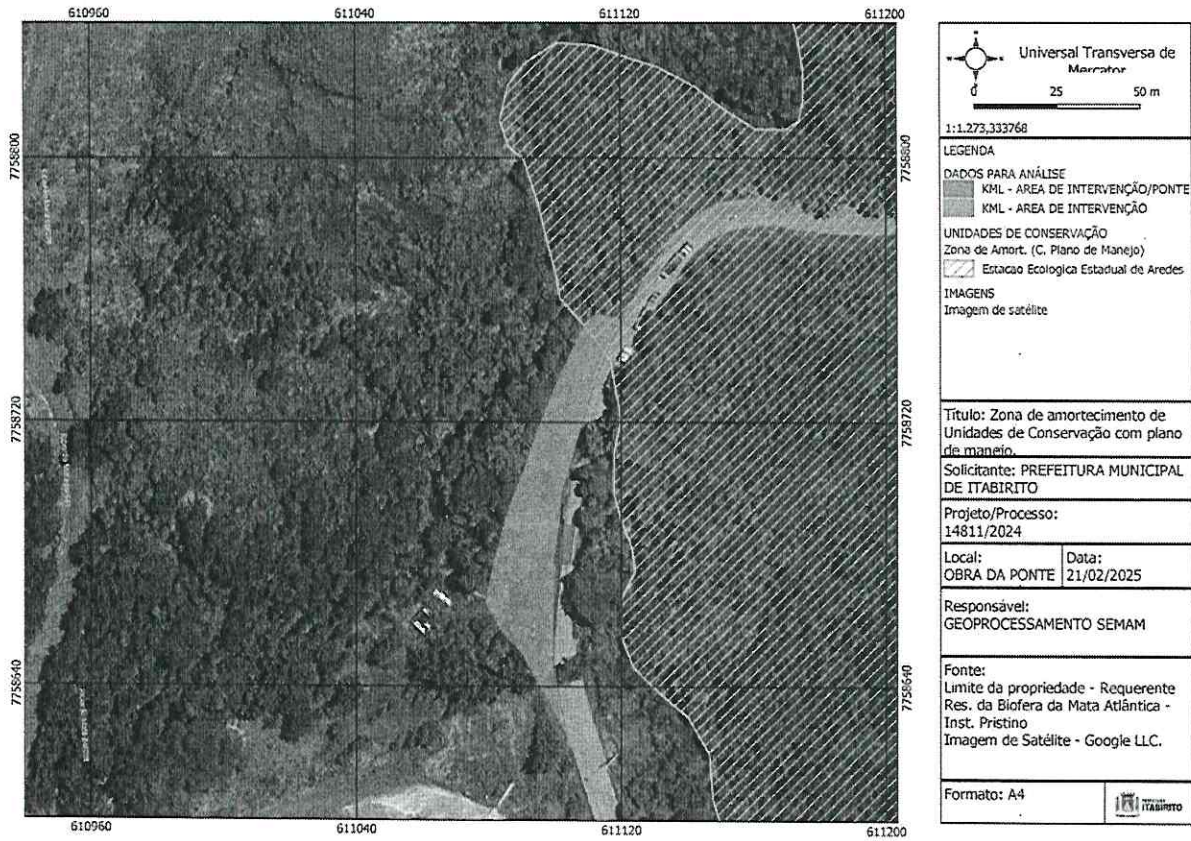 610960
611040
611120
611200
7758800
7758720
7758640
7758800
7758720
7758640
610960
611040
611120
611200
Universal Transversa de
Mercator
0
25
50 m
1:1.273,333768
LEGENDA
DADOS PARA ANÁLISE
KML - AREA DE INTERVENÇÃO/PONTE
KML - AREA DE INTERVENÇÃO
UNIDADES DE CONSERVAÇÃO
Zona de Amort. (C. Plano de Manejo)
Estacao Ecologica Estadual de Aredes
IMAGENS
Imagem de satélite
Título: Zona de amortecimento de
Unidades de Conservação com plano
de manejo.
Solicitante: PREFEITURA MUNICIPAL
DE ITABIRITO
Projeto/Processo:
14811/2024
Local:
OBRA DA PONTE
Data:
21/02/2025
Responsável:
GEOPROCESSAMENTO SEMAM
Fonte:
Limite da propriedade - Requerente
Res. da Biofera da Mata Atlântica -
Inst. Pristino
Imagem de Satélite - Google LLC.
Formato: A4
ITABIRITO